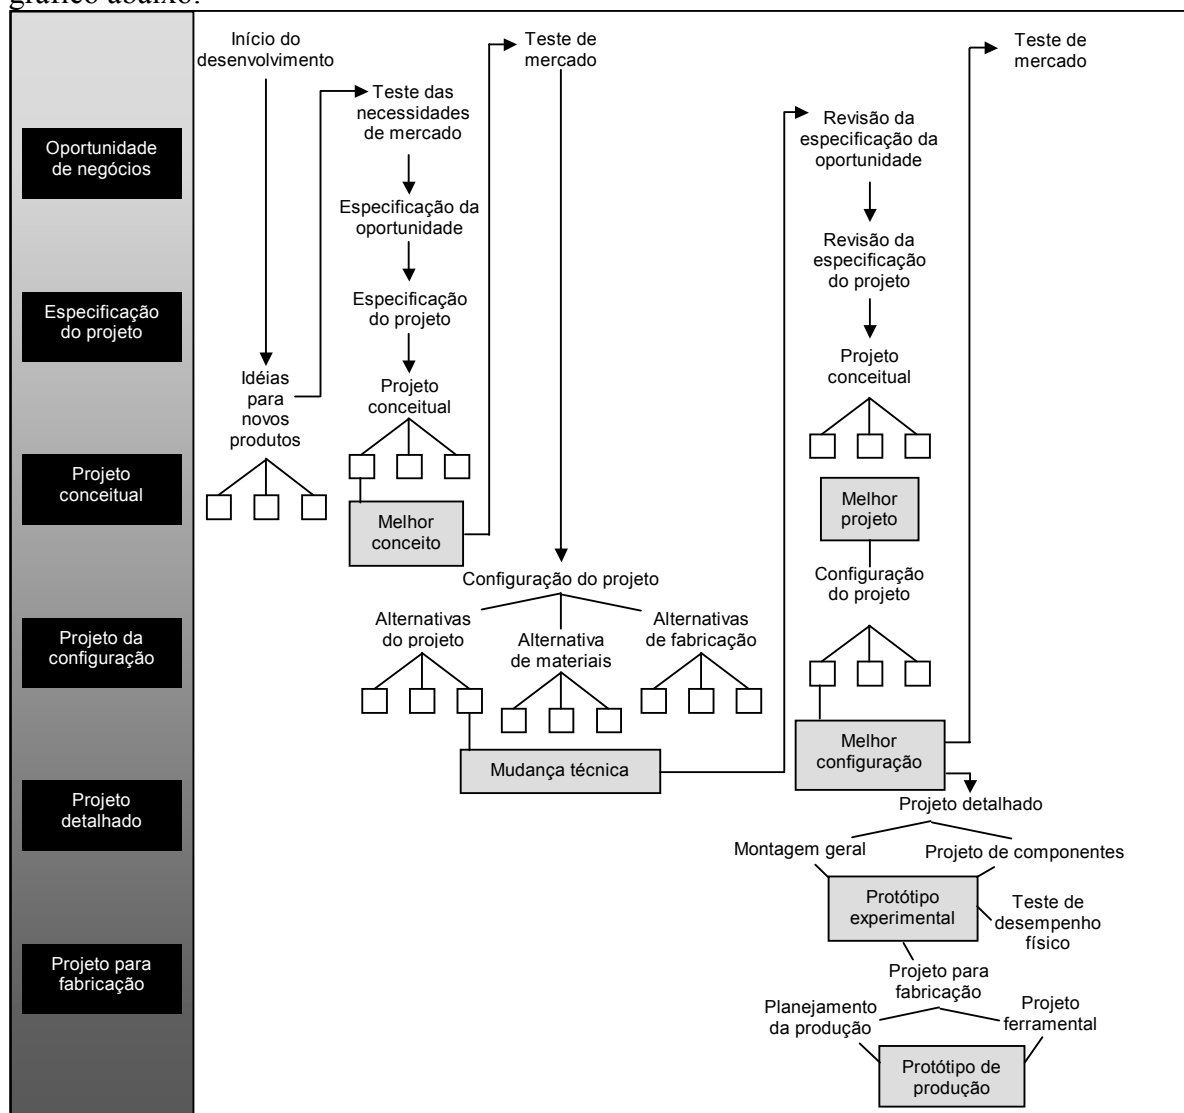 gráfico abaixo:
Oportunidade
de negócios
Especificação
do projeto
Projeto
conceitual
Projeto da
configuração
Projeto
detalhado
Projeto para
fabricação
Início do
desenvolvimento
Idéias
para
novos
produtos
Teste das
necessidades
de mercado
Especificação da
oportunidade
Especificação
do projeto
Projeto
conceitual
Melhor
conceito
Teste de
mercado
Configuração do projeto
Alternativas
do projeto
Alternativa
de materiais
Alternativas
de fabricação
Mudança técnica
Revisão da
especificação da
oportunidade
Revisão da
especificação
do projeto
Projeto
conceitual
Melhor
projeto
Configuração
do projeto
Melhor
configuração
Teste de
mercado
Projeto detalhado
Montagem geral
Projeto de componentes
Protótipo
experimental
Teste de
desempenho
físico
Projeto para
fabricação
Planejamento
da produção
Projeto
ferramental
Protótipo de
produção